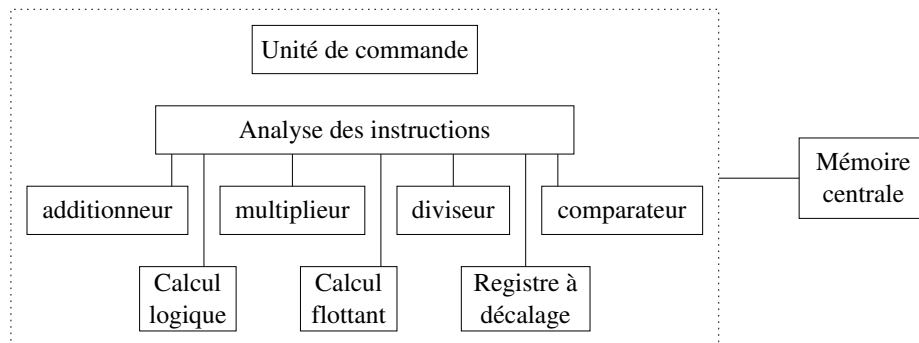 Unité de commande
Analyse des instructions
Mémoire
centrale
additionneur
multiplieur
diviseur
comparateur
Calcul
logique
Calcul
flottant
Registre à
décalage